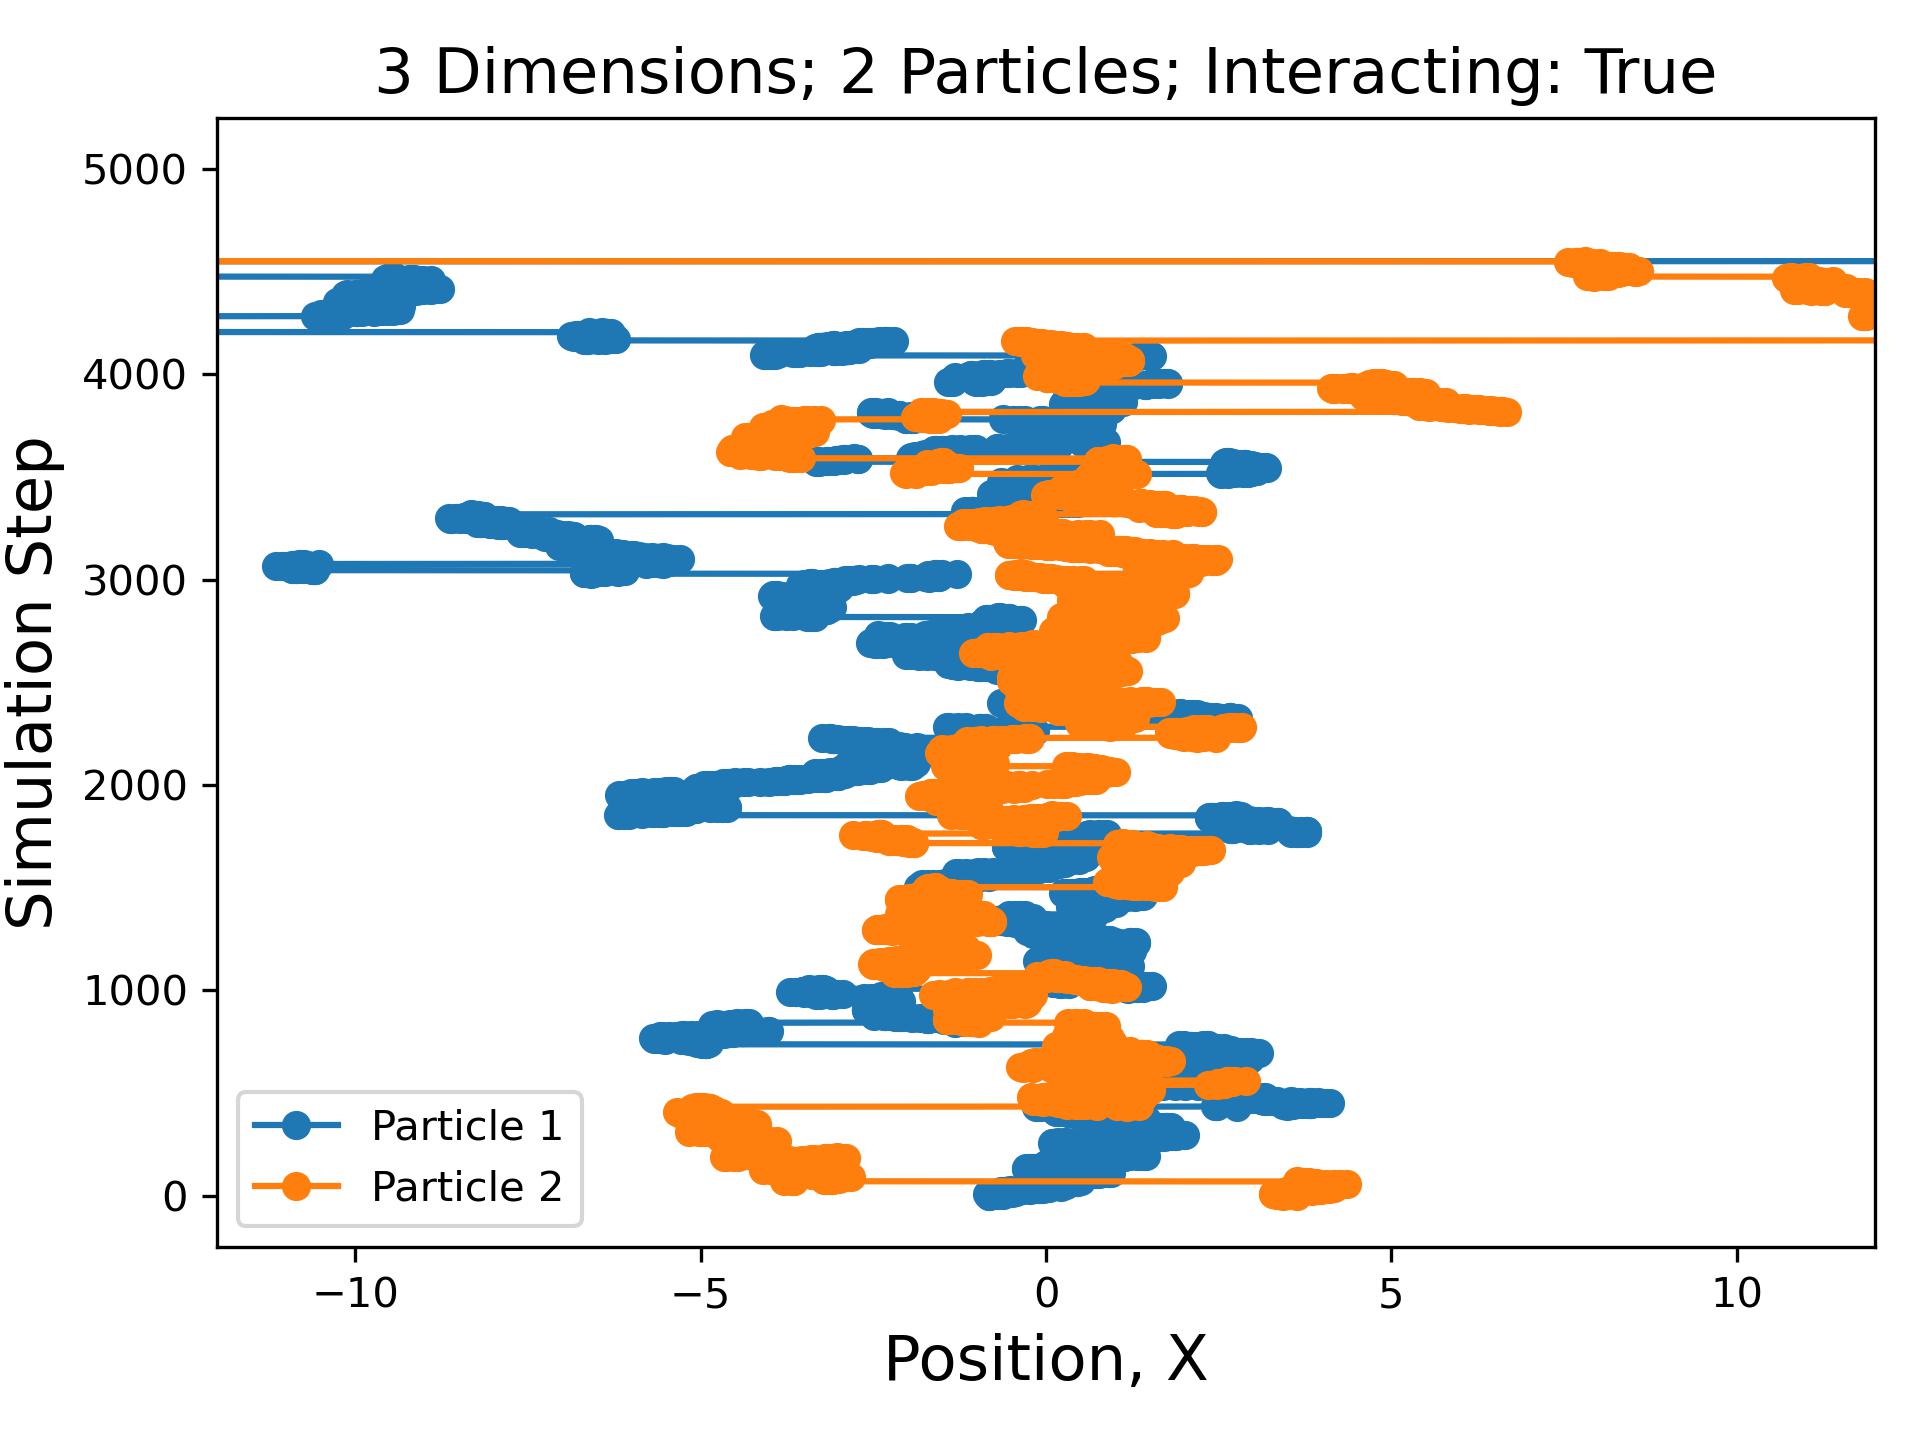 3 Dimensions; 2 Particles; Interacting: True
Simulation Step
5000
4000
3000
2000
1000
0
Particle 1
Particle 2
−10
−5
0
5
10
Position, X